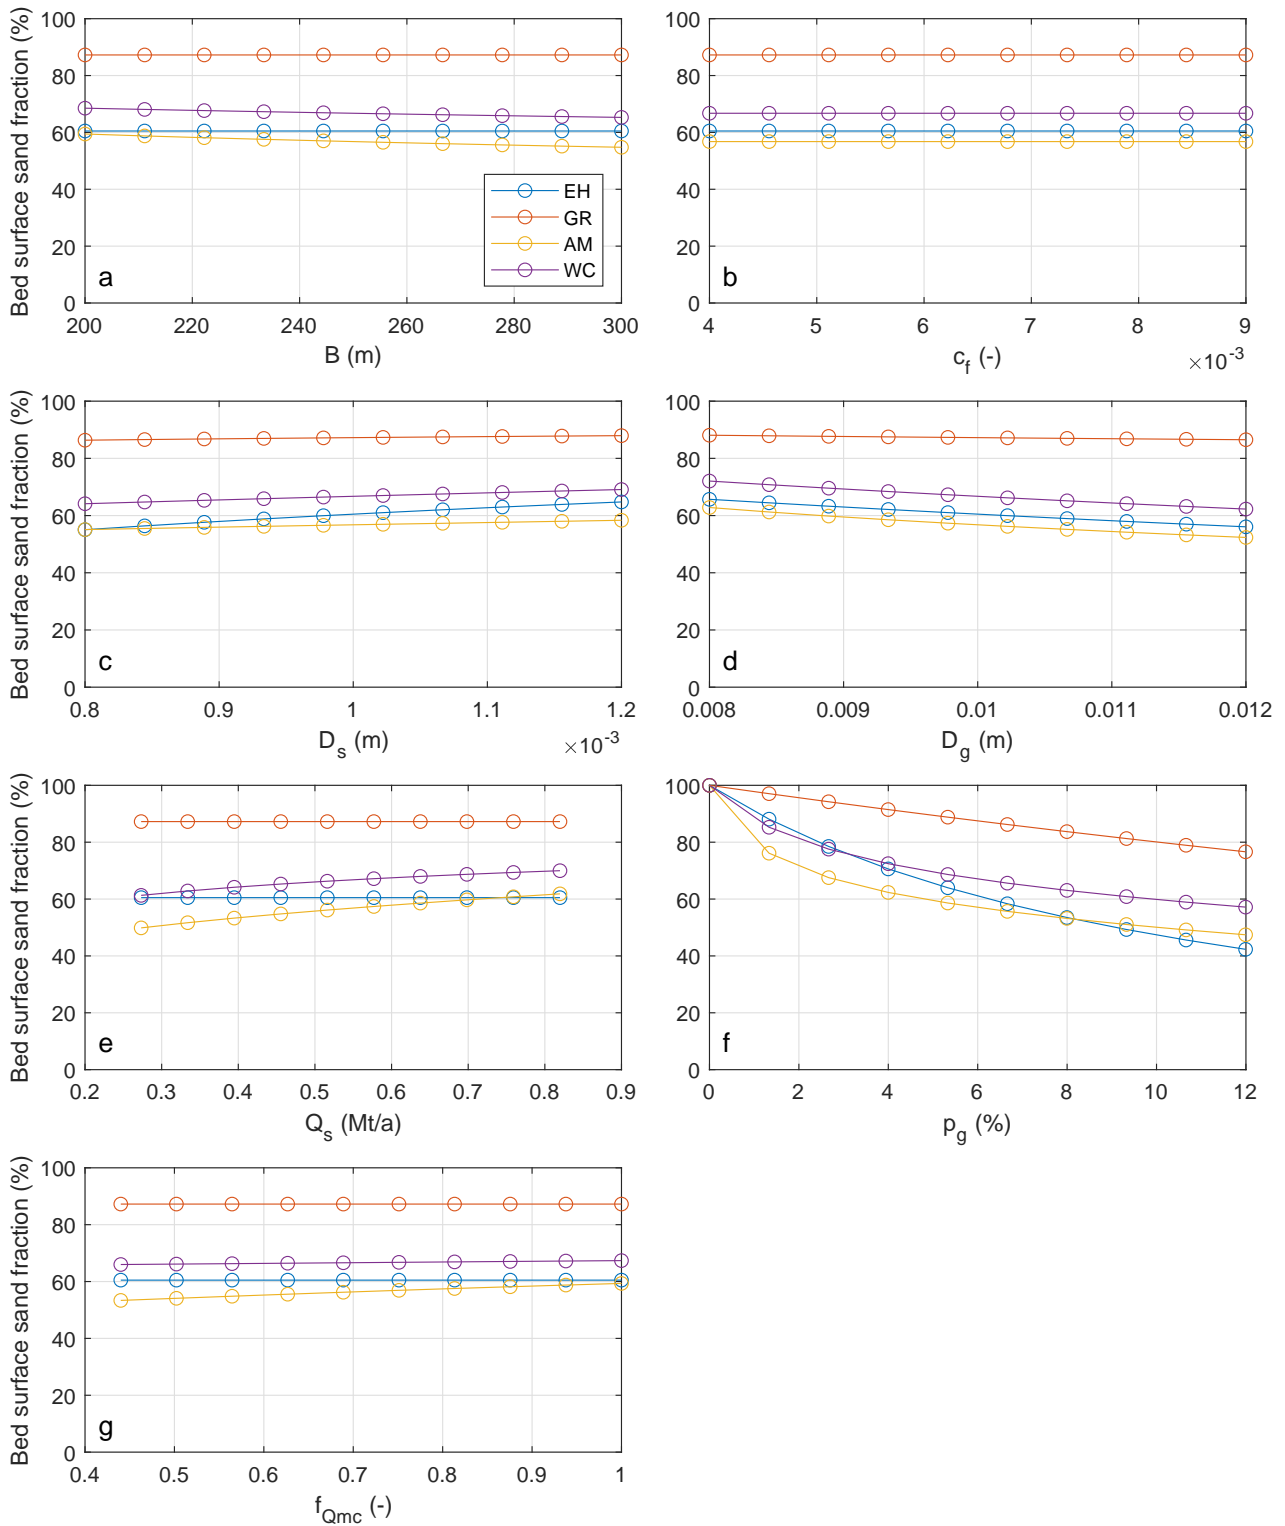 Bed surface sand fraction (%)
100
80
60
40
20
0
a
EH
GR
AM
WC
200 220 240 260 280 300
B (m)
100
80
60
40
20
0
b
4 5 6 7 8 9
c_f (-)
×10^-3
Bed surface sand fraction (%)
100
80
60
40
20
0
c
0.8 0.9 1 1.1 1.2
D_s (m)
×10^-3
100
80
60
40
20
0
d
0.008 0.009 0.01 0.011 0.012
D_g (m)
Bed surface sand fraction (%)
100
80
60
40
20
0
e
0.2 0.3 0.4 0.5 0.6 0.7 0.8 0.9
Q_s (Mt/a)
100
80
60
40
20
0
f
0 2 4 6 8 10 12
p_g (%)
Bed surface sand fraction (%)
100
80
60
40
20
0
g
0.4 0.5 0.6 0.7 0.8 0.9 1
f_Qmc (-)